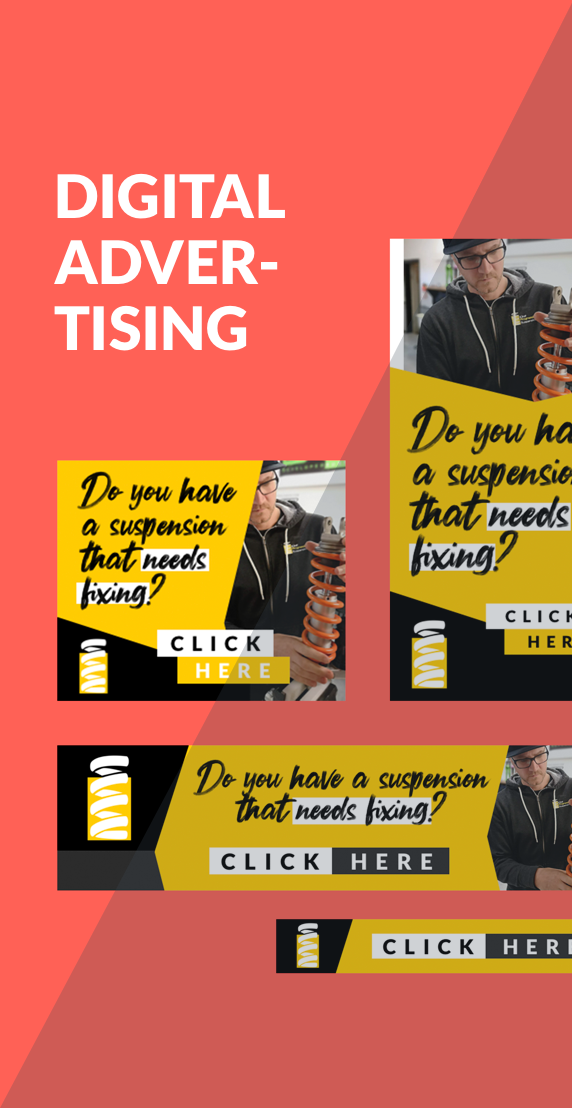 DIGITAL
ADVER-
TISING
Do you have
a suspension
that needs
fixing?
CLICK
HERE
Do you ha
a suspensio
that needs
fixing?
CLICK
HER
Do you have a suspension
that needs fixing?
CLICK HERE
CLICK HERE